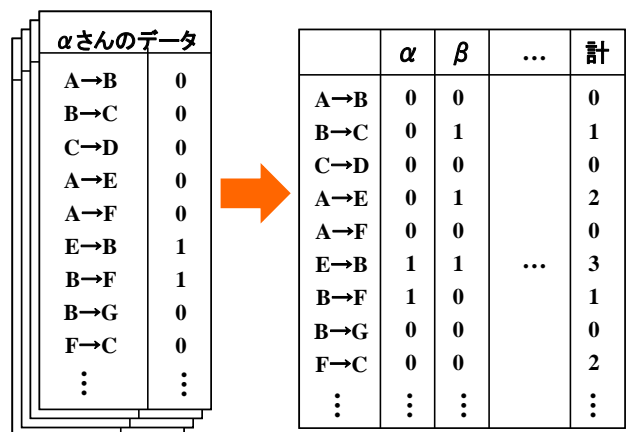 αさんのデータ
A→B 0
B→C 0
C→D 0
A→E 0
A→F 0
E→B 1
B→F 1
B→G 0
F→C 0
⋮ ⋮
α β … 計
A→B 0 0 0
B→C 0 1 1
C→D 0 0 0
A→E 0 1 2
A→F 0 0 0
E→B 1 1 … 3
B→F 1 0 1
B→G 0 0 0
F→C 0 0 2
⋮ ⋮ ⋮ ⋮